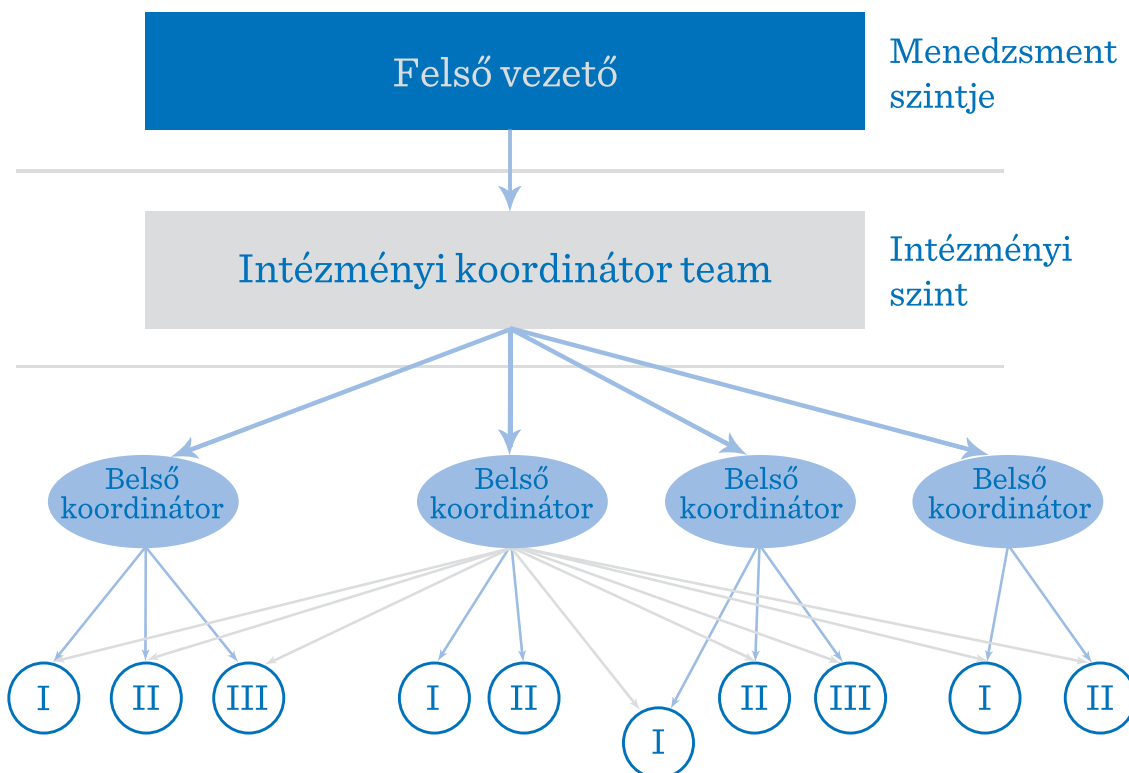 Felső vezető
Menedzsment
szintje
Intézményi koordinátor team
Intézményi
szint
Belső
koordinátor
Belső
koordinátor
Belső
koordinátor
Belső
koordinátor
I
II
III
I
II
I
II
III
I
II